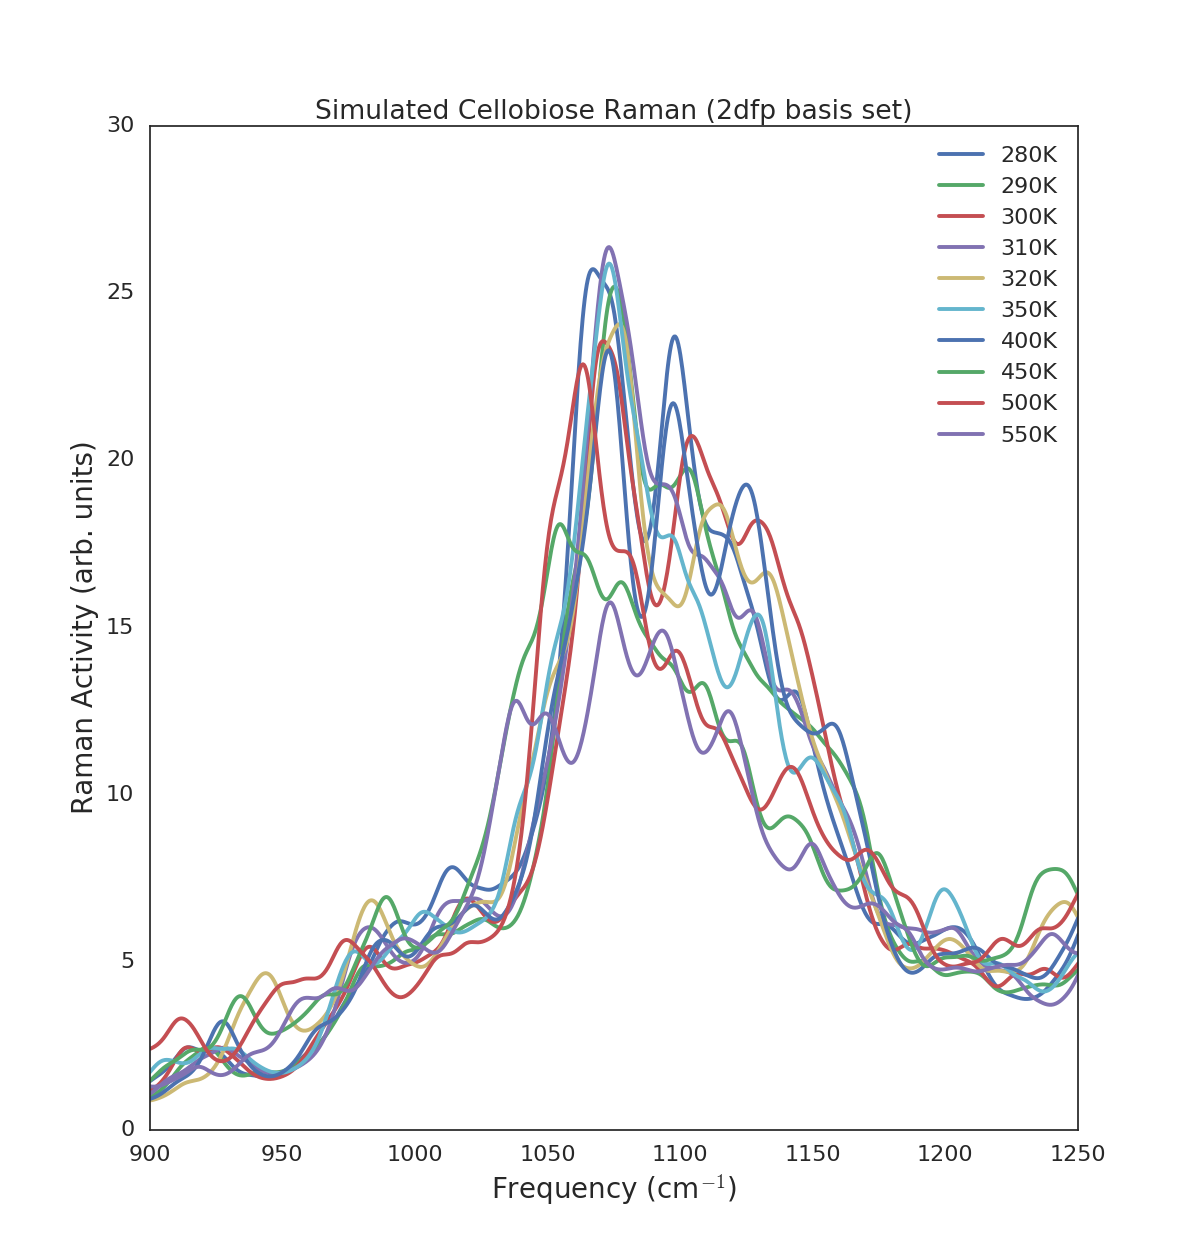 Simulated Cellobiose Raman (2dfp basis set)
30
25
20
15
10
5
0
Raman Activity (arb. units)
280K
290K
300K
310K
320K
350K
400K
450K
500K
550K
900 950 1000 1050 1100 1150 1200 1250
Frequency (cm⁻¹)